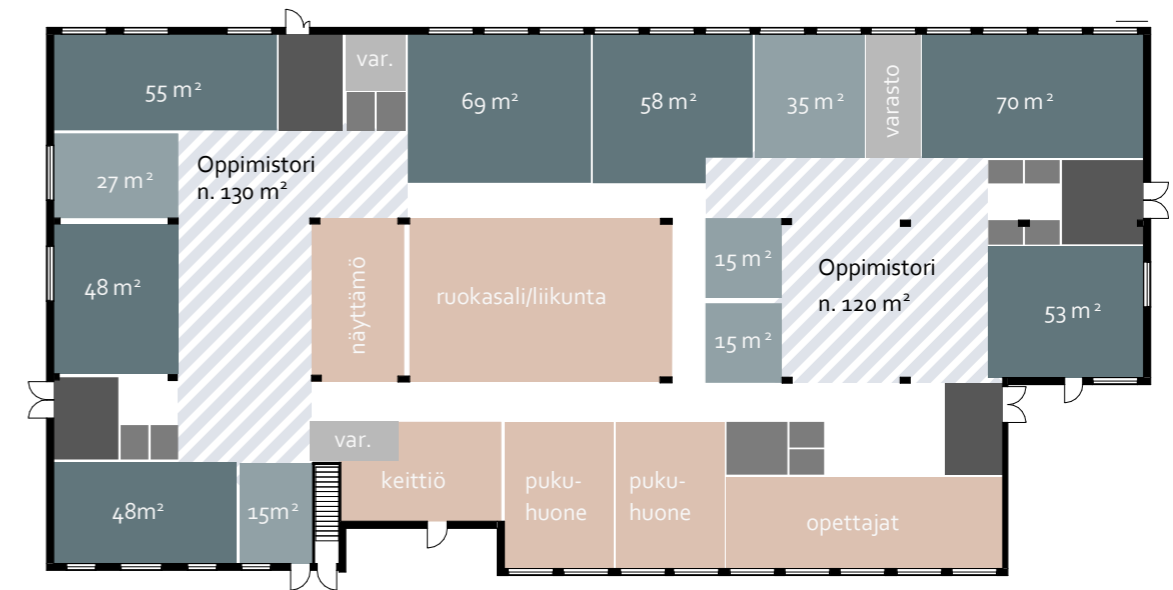 55 m²
var.
69 m²
58 m²
35 m²
varasto
70 m²
27 m²
Oppimistori
n. 130 m²
48 m²
näyttämö
ruokasali/liikunta
15 m²
15 m²
Oppimistori
n. 120 m²
53 m²
var.
keittiö
puku-
huone
puku-
huone
opettajat
48m²
15m²